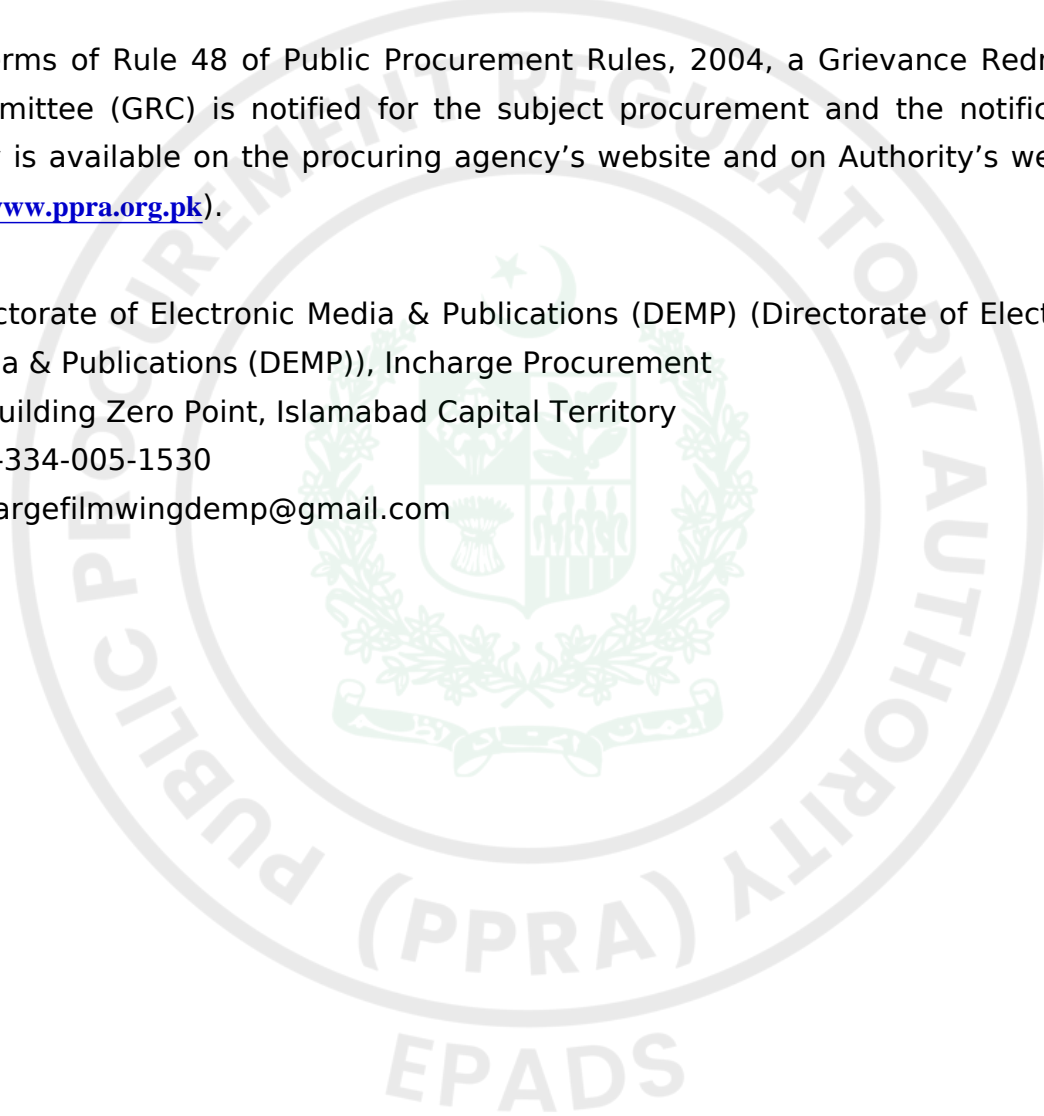 rms of Rule 48 of Public Procurement Rules, 2004, a Grievance Redr
mittee (GRC) is notified for the subject procurement and the notific
is available on the procuring agency’s website and on Authority’s we
www.ppra.org.pk).
ctorate of Electronic Media & Publications (DEMP) (Directorate of Elect
a & Publications (DEMP)), Incharge Procurement
uilding Zero Point, Islamabad Capital Territory
-334-005-1530
argefilmwingdemp@gmail.com
PUBLIC PROCUREMENT REGULATORY AUTHORITY
(PPRA)
EPADS